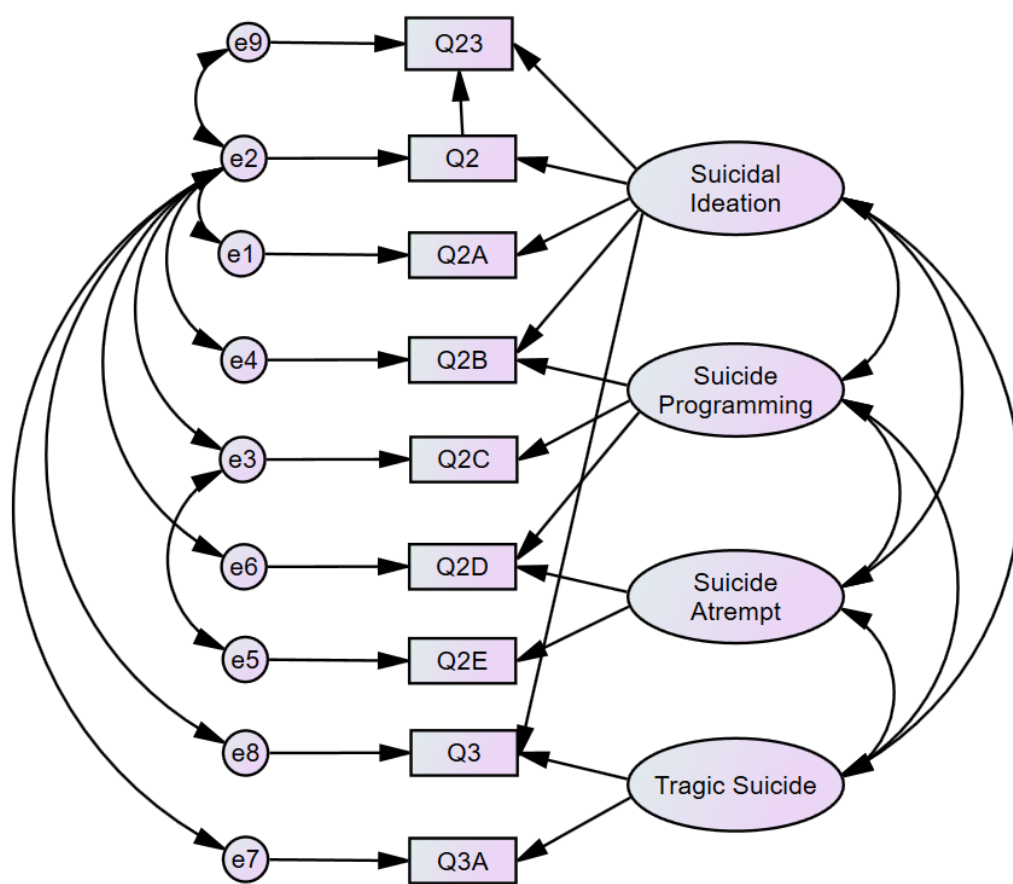 e9
Q23
e2
Q2
Suicidal
Ideation
e1
Q2A
e4
Q2B
Suicide
Programming
e3
Q2C
e6
Q2D
Suicide
Atrempt
e5
Q2E
e8
Q3
Tragic Suicide
e7
Q3A